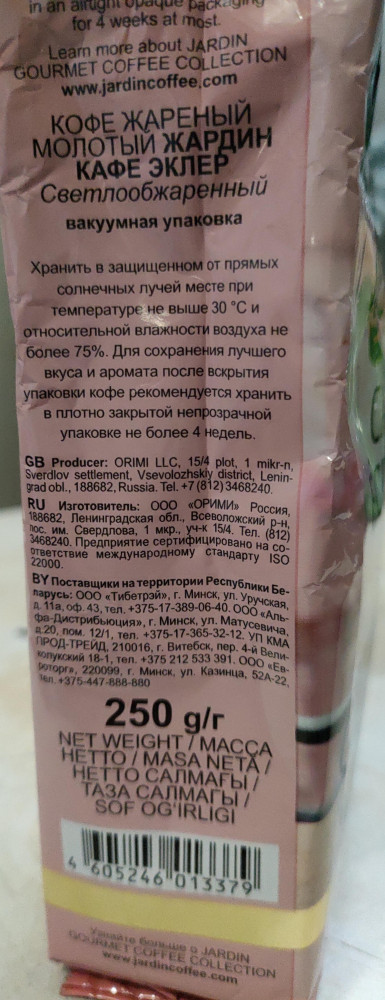 in an airtight opaque packaging
for 4 weeks at most.
Learn more about JARDIN
GOURMET COFFEE COLLECTION
www.jardincoffee.com
КОФЕ ЖАРЕНЫЙ
МОЛОТЫЙ ЖАРДИН
КАФЕ ЭКЛЕР
Светлообжаренный
вакуумная упаковка
Хранить в защищенном от прямых
солнечных лучей месте при
температуре не выше 30 °С и
относительной влажности воздуха не
более 75%. Для сохранения лучшего
вкуса и аромата после вскрытия
упаковки кофе рекомендуется хранить
в плотно закрытой непрозрачной
упаковке не более 4 недель.
GB Producer: ORIMI LLC, 15/4 plot, 1 mikr-n,
Sverdlov settlement, Vsevolozhskiy district, Lenin-
grad obl., 188682, Russia. Tel. +7 (812) 3468240.
RU Изготовитель: ООО «ОРИМИ» Россия,
188682, Ленинградская обл., Всеволожский р-н,
пос. им. Свердлова, 1 мкр., уч-к 15/4. Тел. (812)
3468240. Предприятие сертифицировано на со-
ответствие международному стандарту ISO
22000.
BY Поставщики на территории Республики Бе-
ларусь: ООО «Тибетрэй», г. Минск, ул. Уручская,
д. 11а, оф. 43, тел. +375-17-389-06-40. ООО «Аль-
фа-Дистрибьюция», г. Минск, ул. Матусевича,
д.20, пом. 12/1, тел. +375-17-365-32-12. УП КМА
ПРОД-ТРЕЙД, 210016, г. Витебск, пер. 4-й Вели-
колукский 18-1, тел. +375 212 533 391. ООО «Ев-
роторг», 220099, г. Минск, ул. Казинца, 52А-22,
тел. +375-447-888-880
250 g/г
NET WEIGHT / МАССА
НЕТТО / MASA NETĂ /
НЕТТО САЛМАҒЫ /
ТАЗА САЛМАГЫ /
SOF OG'IRLIGI
4 605246 013379
Узнайте больше о JARDIN
GOURMET COFFEE COLLECTION
www.jardincoffee.com